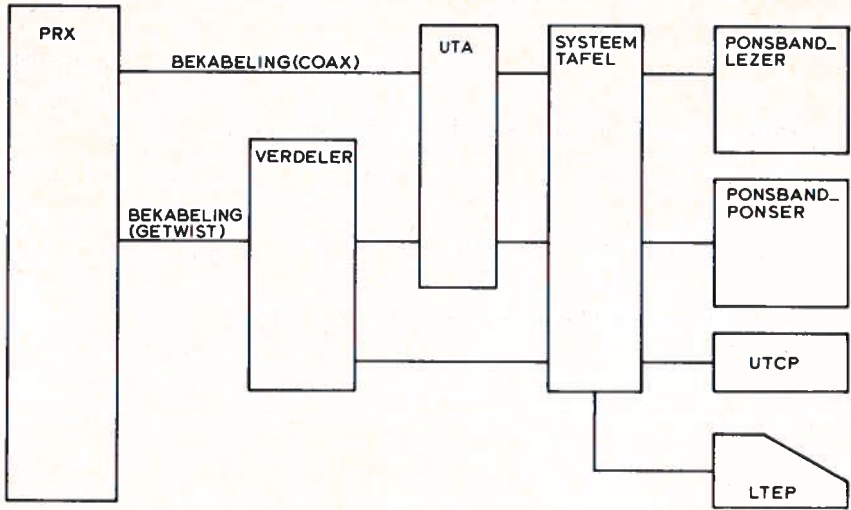 PRX
BEKABELING(COAX)
UTA
SYSTEEM
TAFEL
PONSBAND_
LEZER
VERDELER
BEKABELING
(GETWIST)
PONSBAND_
PONSER
UTCP
LTEP